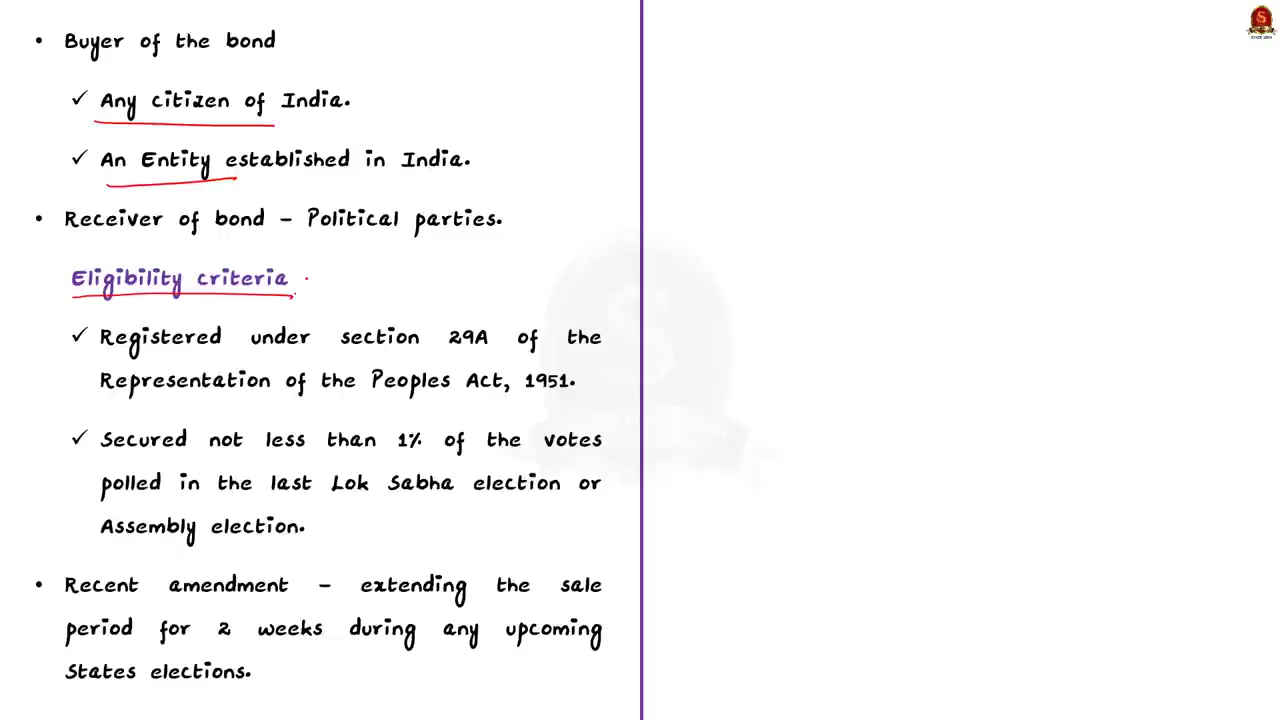 • Buyer of the bond
✓ Any citizen of India.
✓ An Entity established in India.
• Receiver of bond – Political parties.
Eligibility criteria
✓ Registered under section 29A of the
Representation of the Peoples Act, 1951.
✓ Secured not less than 1% of the votes
polled in the last Lok Sabha election or
Assembly election.
• Recent amendment – extending the sale
period for 2 weeks during any upcoming
States elections.
S
SINCE 2004